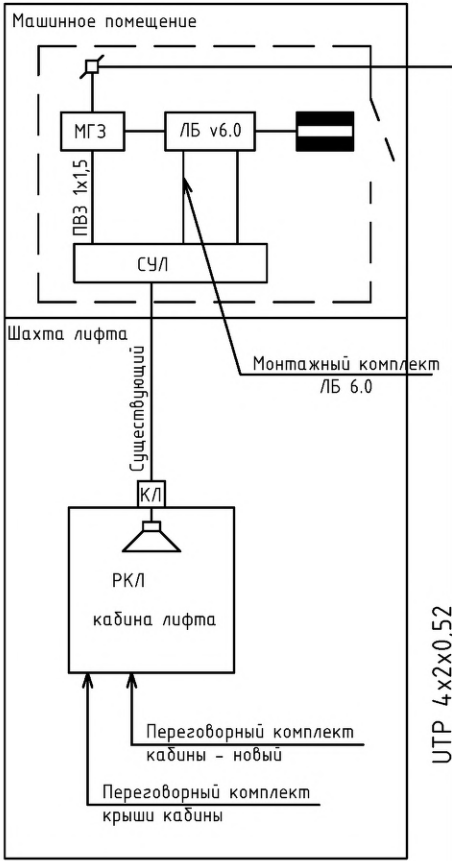 Машинное помещение
МГЗ
ЛБ v6.0
ПВЗ 1х1,5
СУЛ
Шахта лифта
Существующий
Монтажный комплект
ЛБ 6.0
КЛ
РКЛ
кабина лифта
UTP 4x2x0.52
Переговорный комплект
кабины - новый
Переговорный комплект
крыши кабины